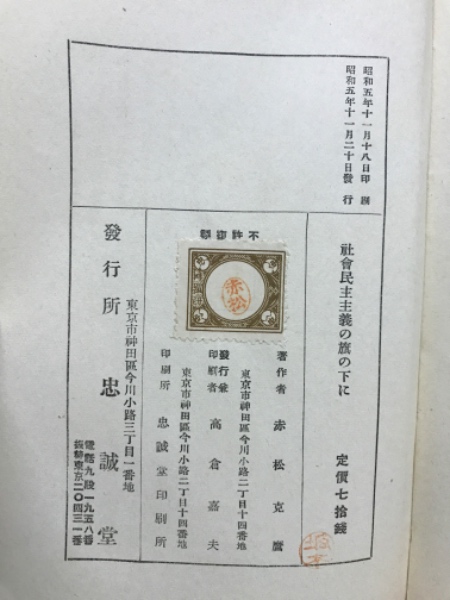 昭和五年十一月十八日印刷
昭和五年十一月二十日發行
社會民主主義の旗の下に
定價七拾錢
不許複製
赤松
著作者 赤松克麿
東京市神田區今川小路二丁目十四番地
發行兼印刷者 高倉嘉夫
東京市神田區今川小路二丁目十四番地
印刷所 忠誠堂印刷所
東京市神田區今川小路三丁目一番地
發行所 忠誠堂
電話九段一九五八番
振替東京二〇四三一番